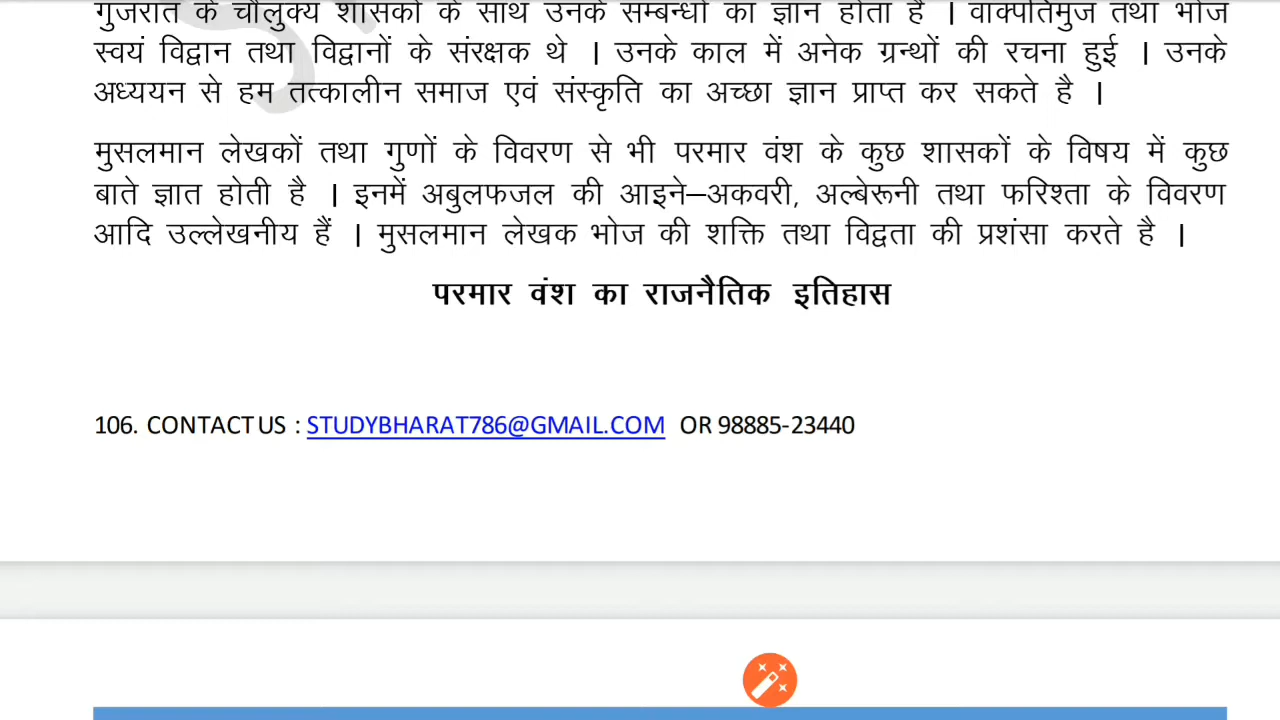 गुजरात के चौलुक्य शासकों के साथ उनके सम्बन्धों का ज्ञान होता है । वाक्पतिमुंज तथा भोज
स्वयं विद्वान तथा विद्वानों के संरक्षक थे । उनके काल में अनेक ग्रन्थों की रचना हुई । उनके
अध्ययन से हम तत्कालीन समाज एवं संस्कृति का अच्छा ज्ञान प्राप्त कर सकते है ।
मुसलमान लेखकों तथा गुणों के विवरण से भी परमार वंश के कुछ शासकों के विषय में कुछ
बाते ज्ञात होती है । इनमें अबुलफजल की आइने–अकवरी, अल्बेरूनी तथा फरिश्ता के विवरण
आदि उल्लेखनीय हैं । मुसलमान लेखक भोज की शक्ति तथा विद्वता की प्रशंसा करते है ।
परमार वंश का राजनैतिक इतिहास
106. CONTACT US : STUDYBHARAT786@GMAIL.COM OR 98885-23440